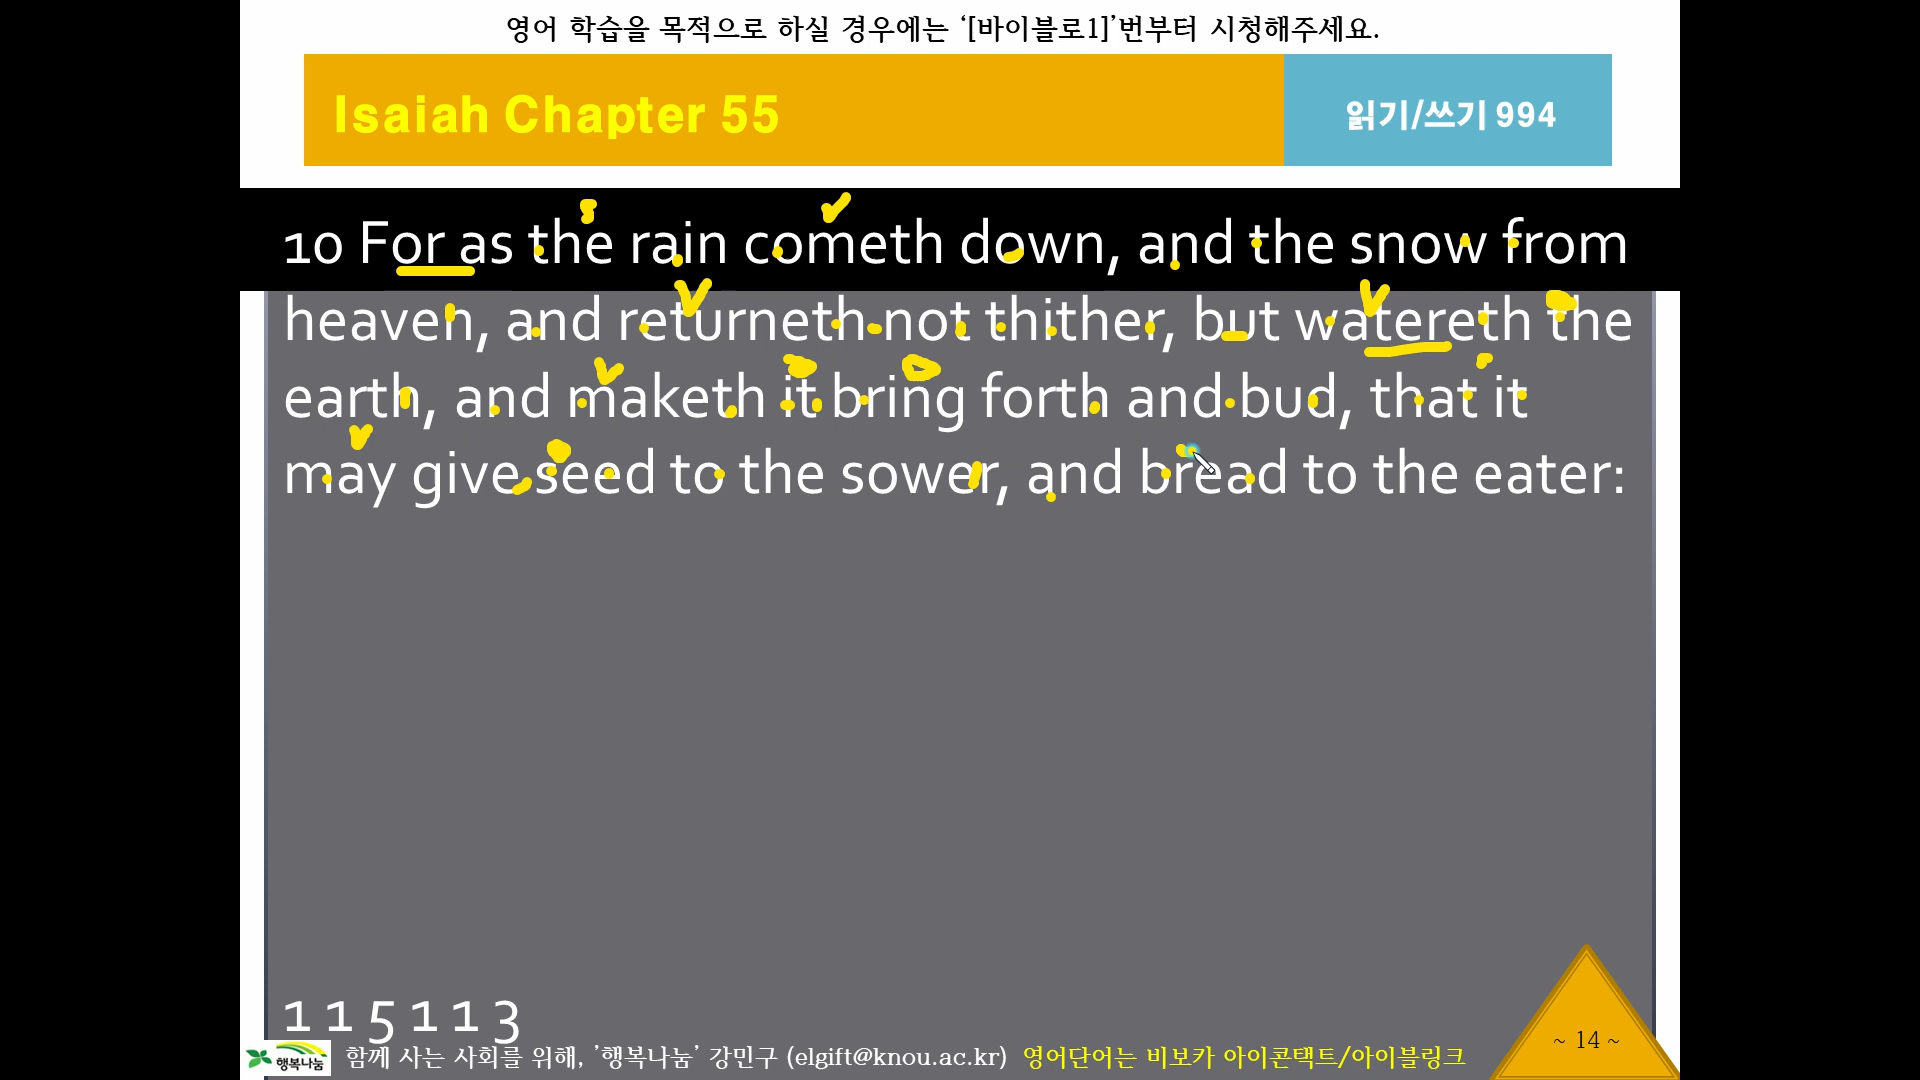 영어 학습을 목적으로 하실 경우에는 ‘[바이블로1]’번부터 시청해주세요.
Isaiah Chapter 55
읽기/쓰기 994
10 For as the rain cometh down, and the snow from
heaven, and returneth not thither, but watereth the
earth, and maketh it bring forth and bud, that it
may give seed to the sower, and bread to the eater:
1 1 5 1 1 3
행복나눔
함께 사는 사회를 위해, ’행복나눔’ 강민구 (elgift@knou.ac.kr) 영어단어는 비보카 아이콘택트/아이블링크
~ 14 ~